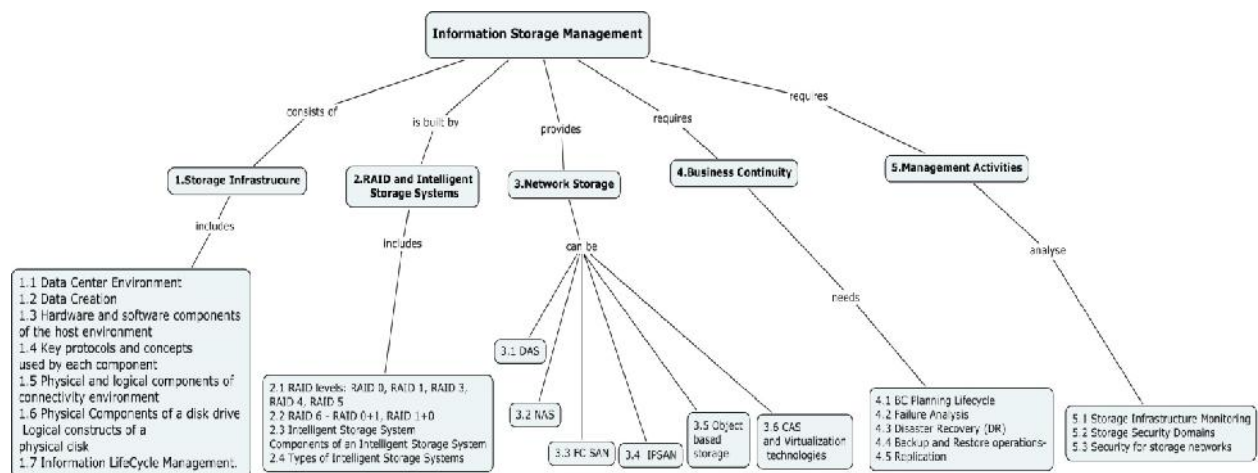 Information Storage Management
consists of
is built by
provides
requires
requires
1.Storage Infrastrucure
2.RAID and Intelligent
Storage Systems
3.Network Storage
4.Business Continuity
5.Management Activities
includes
includes
can be
needs
analyse
1.1 Data Center Environment
1.2 Data Creation
1.3 Hardware and software components
of the host environment
1.4 Key protocols and concepts
used by each component
1.5 Physical and logical components of
connectivity environment
1.6 Physical Components of a disk drive
Logical constructs of a
physical disk
1.7 Information LifeCycle Management.
2.1 RAID levels: RAID 0, RAID 1, RAID 3,
RAID 4, RAID 5
2.2 RAID 6 - RAID 0+1, RAID 1+0
2.3 Intelligent Storage System
Components of an Intelligent Storage System
2.4 Types of Intelligent Storage Systems
3.1 DAS
3.2 NAS
3.3 FC SAN
3.4 IPSAN
3.5 Object
based
storage
3.6 CAS
and Virtualization
technologies
4.1 BC Planning Lifecycle
4.2 Failure Analysis
4.3 Disaster Recovery (DR)
4.4 Backup and Restore operations-
4.5 Replication
5.1 Storage Infrastructure Monitoring
5.2 Storage Security Domains
5.3 Security for storage networks